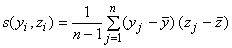 s(y_i, z_i) = \frac{1}{n-1} \sum_{j=1}^{n} (y_j - \bar{y}) (z_j - \bar{z})